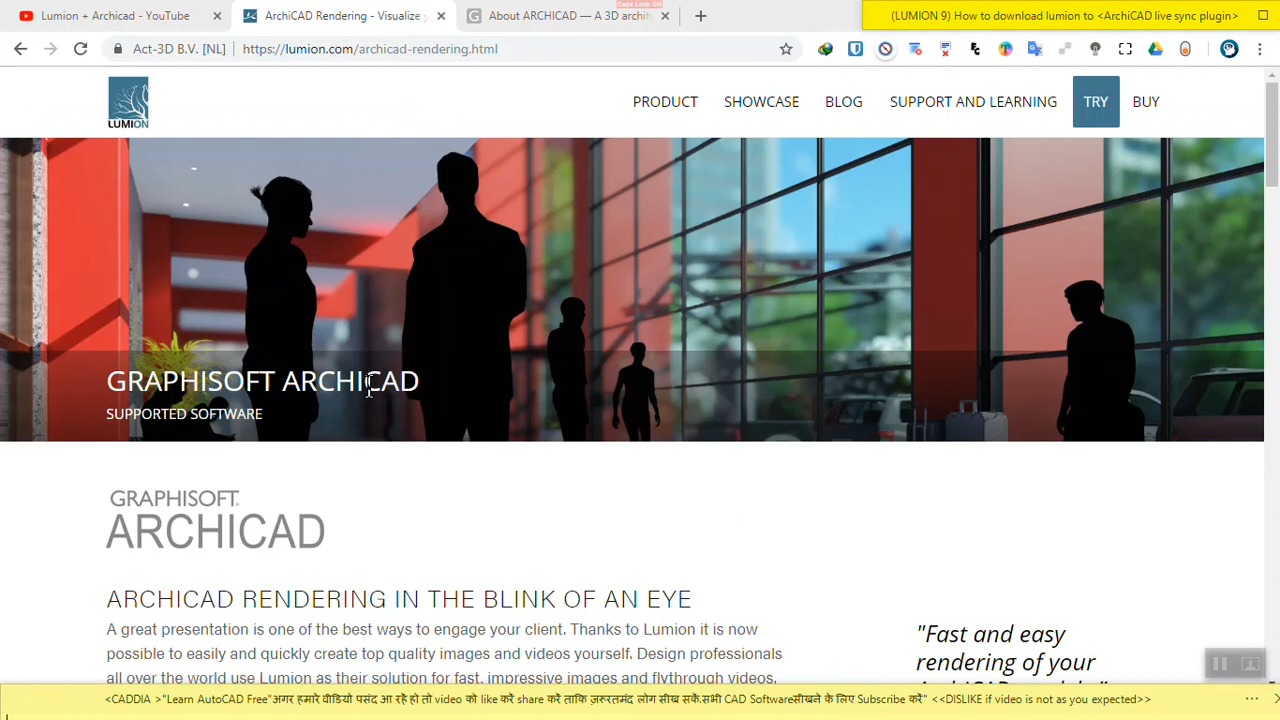 Caps Lock ON
Lumion + Archicad - YouTube
ArchiCAD Rendering - Visualize y
About ARCHICAD — A 3D archit
(LUMION 9) How to download lumion to <ArchiCAD live sync plugin>
Act-3D B.V. [NL]
https://lumion.com/archicad-rendering.html
LUMION
PRODUCT
SHOWCASE
BLOG
SUPPORT AND LEARNING
TRY
BUY
GRAPHISOFT ARCHICAD
SUPPORTED SOFTWARE
GRAPHISOFT.
ARCHICAD
ARCHICAD RENDERING IN THE BLINK OF AN EYE
A great presentation is one of the best ways to engage your client. Thanks to Lumion it is now
possible to easily and quickly create top quality images and videos yourself. Design professionals
all over the world use Lumion as their solution for fast, impressive images and flythrough videos.
"Fast and easy
rendering of your
<CADDIA >"Learn AutoCAD Free"अगर हमारे वीडियो पसंद आ रहें हो तो video को like करें share करें ताकि ज़रूरतमंद लोग सीख सकें.सभी CAD Softwareसीखने के लिए Subscribe करें" <<DISLIKE if video is not as you expected>>